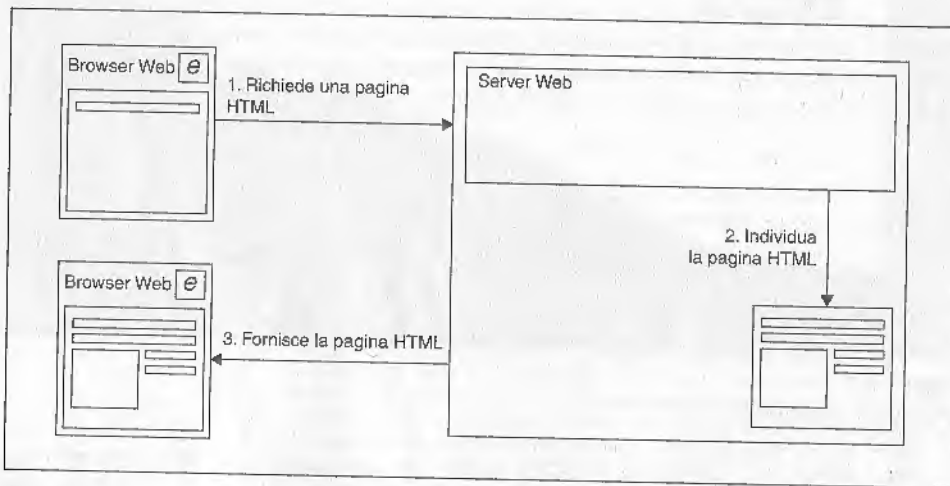 Browser Web e
1. Richiede una pagina
HTML
Server Web
2. Individua
la pagina HTML
Browser Web e
3. Fornisce la pagina HTML